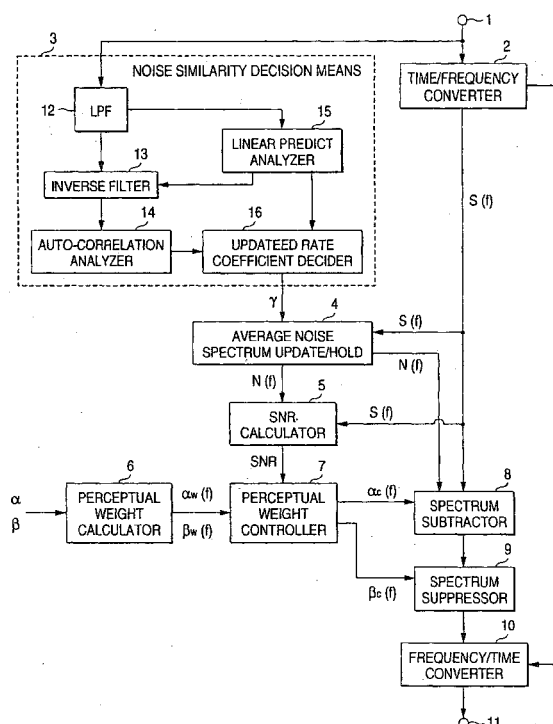 1
3
2
NOISE SIMILARITY DECISION MEANS
TIME/FREQUENCY
CONVERTER
12
LPF
15
LINEAR PREDICT
ANALYZER
13
INVERSE FILTER
S (f)
14
AUTO-CORRELATION
ANALYZER
16
UPDATEED RATE
COEFFICIENT DECIDER
γ
4
AVERAGE NOISE
SPECTRUM UPDATE/HOLD
S (f)
N (f)
N (f)
5
SNR
CALCULATOR
S (f)
SNR
6
PERCEPTUAL
WEIGHT
CALCULATOR
α
β
αw (f)
βw (f)
7
PERCEPTUAL
WEIGHT
CONTROLLER
αc (f)
βc (f)
8
SPECTRUM
SUBTRACTOR
9
SPECTRUM
SUPPRESSOR
10
FREQUENCY/TIME
CONVERTER
11